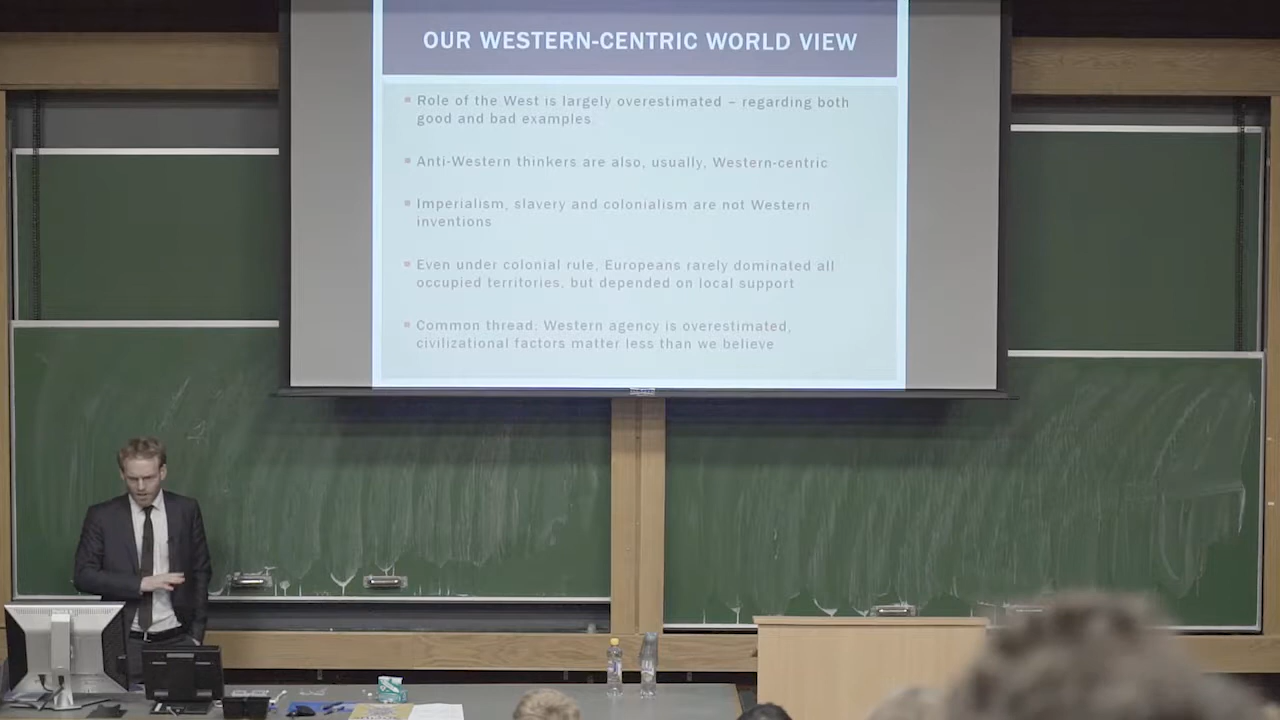 OUR WESTERN-CENTRIC WORLD VIEW
Role of the West is largely overestimated – regarding both
good and bad examples
Anti-Western thinkers are also, usually, Western-centric
Imperialism, slavery and colonialism are not Western
inventions
Even under colonial rule, Europeans rarely dominated all
occupied territories, but depended on local support
Common thread: Western agency is overestimated,
civilizational factors matter less than we believe